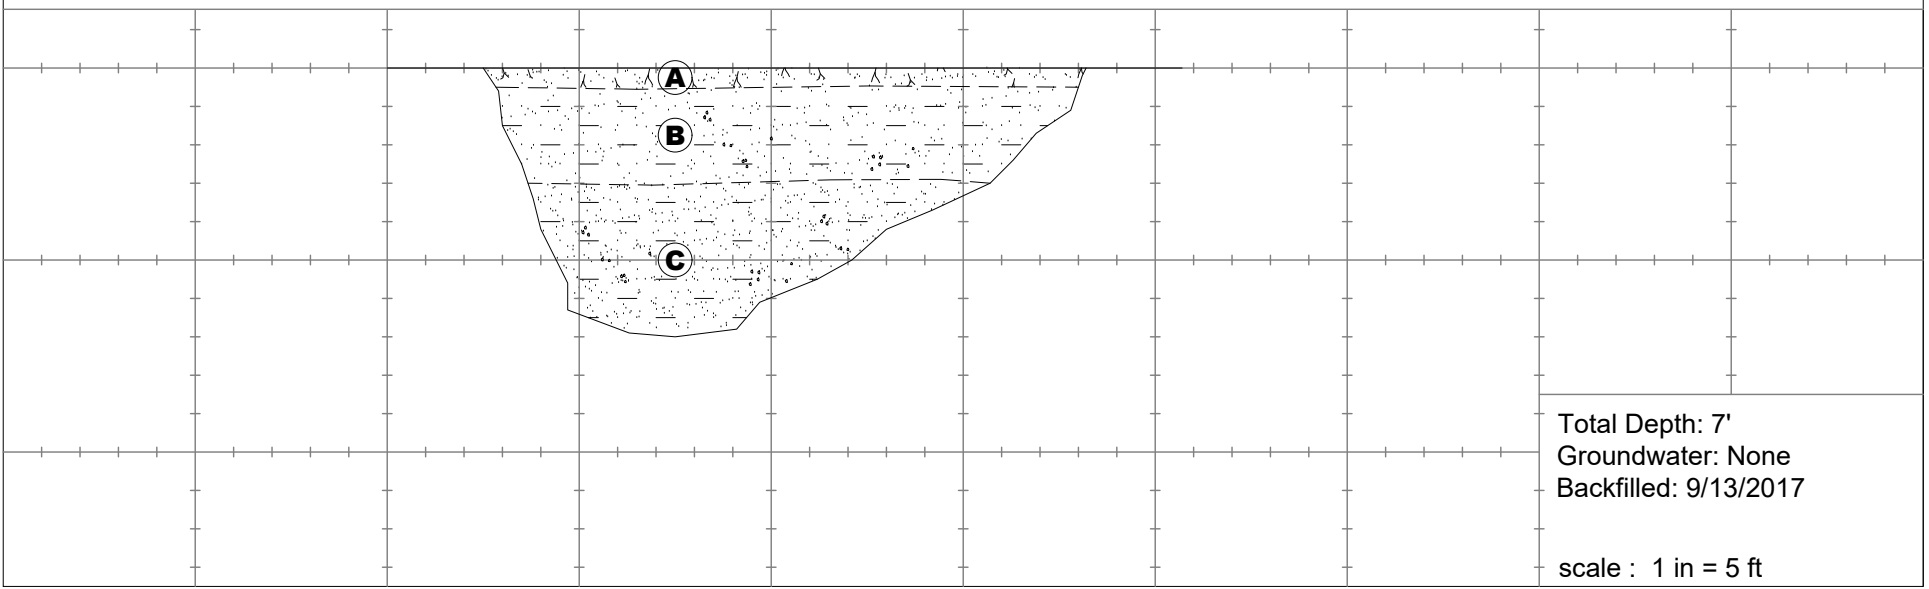 A
B
C
Total Depth: 7'
Groundwater: None
Backfilled: 9/13/2017
scale : 1 in = 5 ft